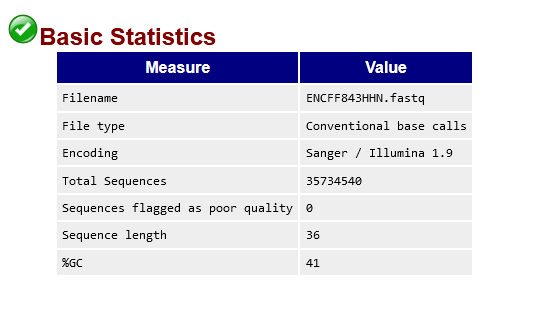 Basic Statistics
Measure Value
Filename ENCFF843HHN.fastq
File type Conventional base calls
Encoding Sanger / Illumina 1.9
Total Sequences 35734540
Sequences flagged as poor quality 0
Sequence length 36
%GC 41